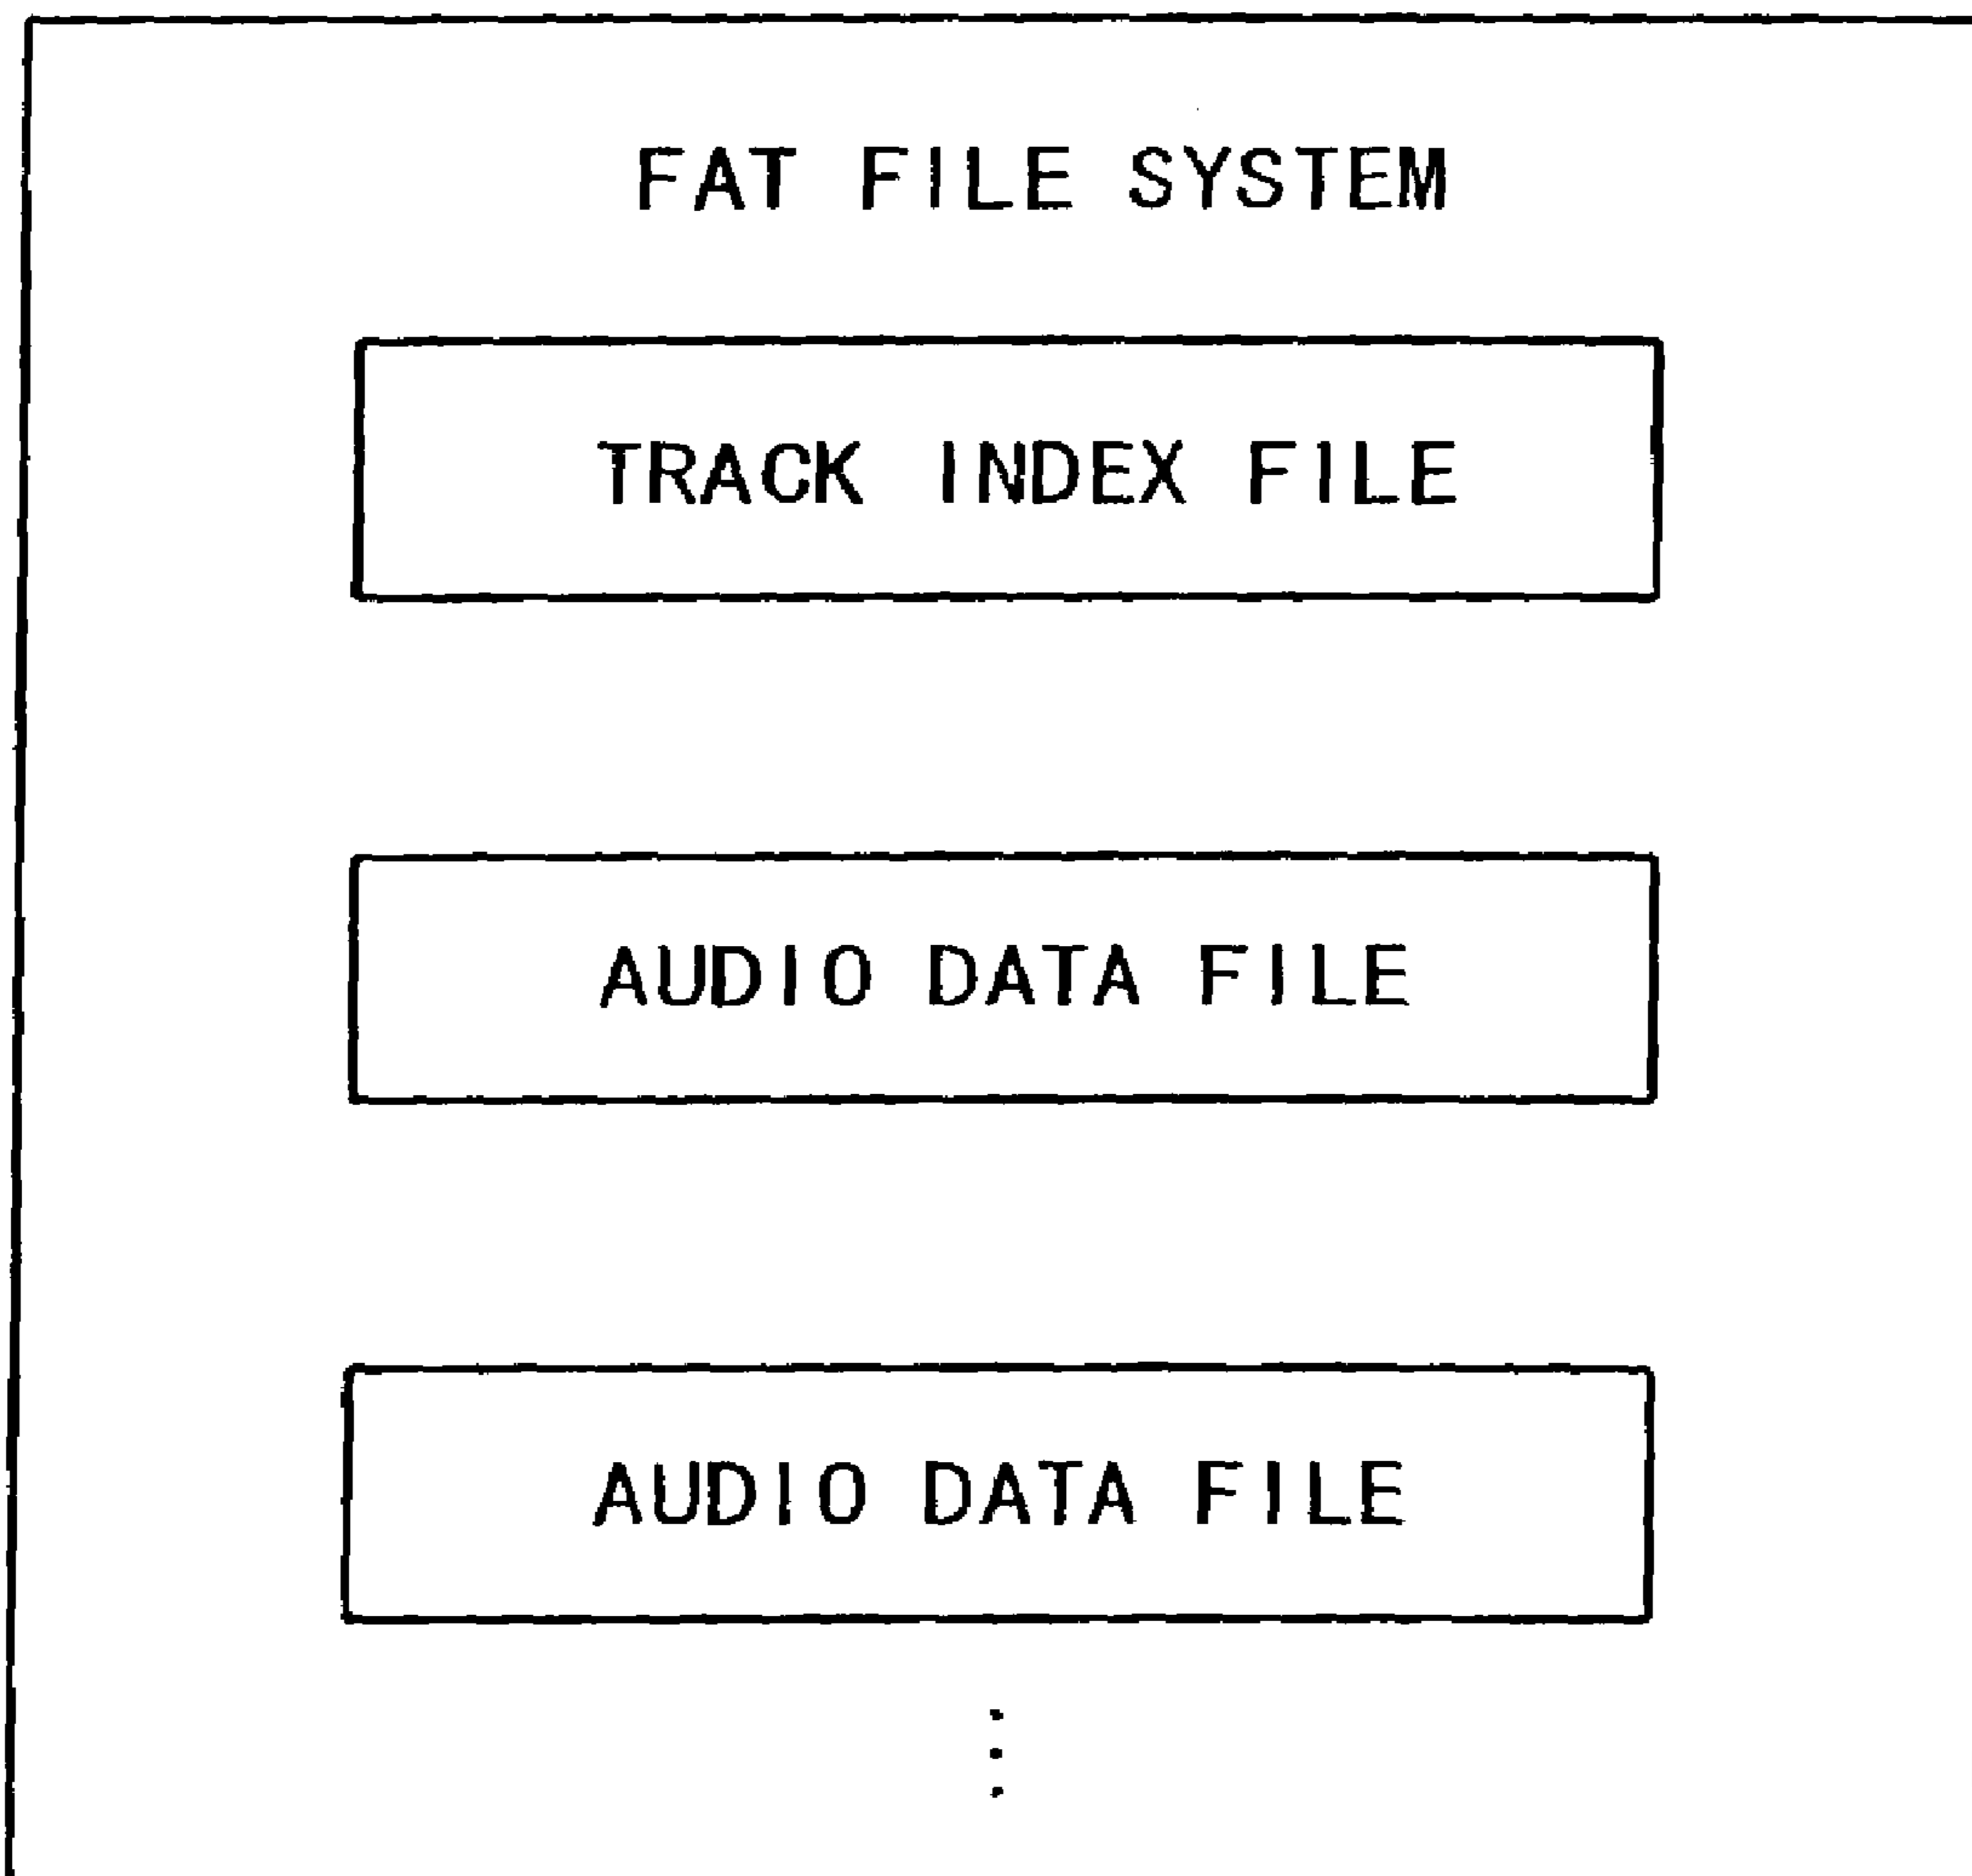 FAT FILE SYSTEM
TRACK INDEX FILE
AUDIO DATA FILE
AUDIO DATA FILE